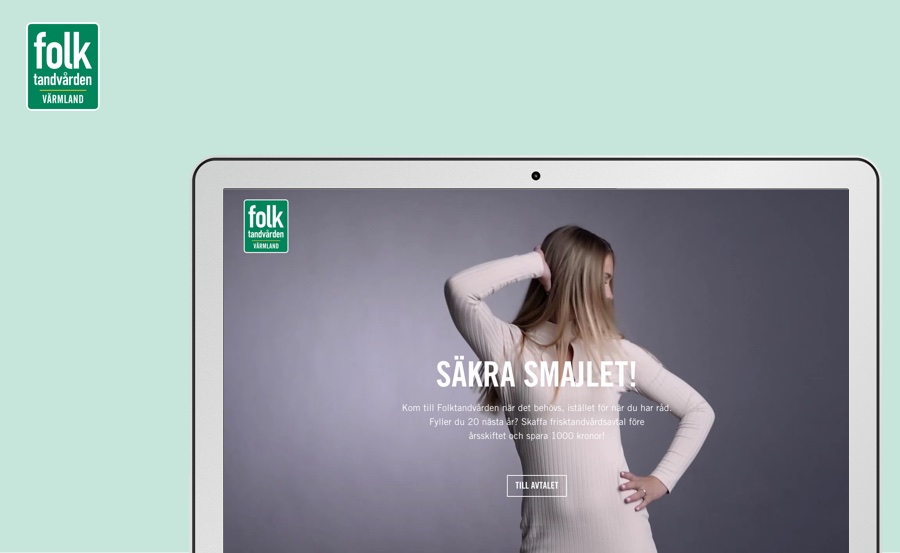 folk
tandvården
VÄRMLAND
folk
tandvården
VÄRMLAND
SÄKRA SMAJLET!
Kom till Folktandvården när det behövs, istället för när du har råd.
Fyller du 20 nästa år? Skaffa frisktandvårdsavtal före
årsskiftet och spara 1000 kronor!
TILL AVTALET